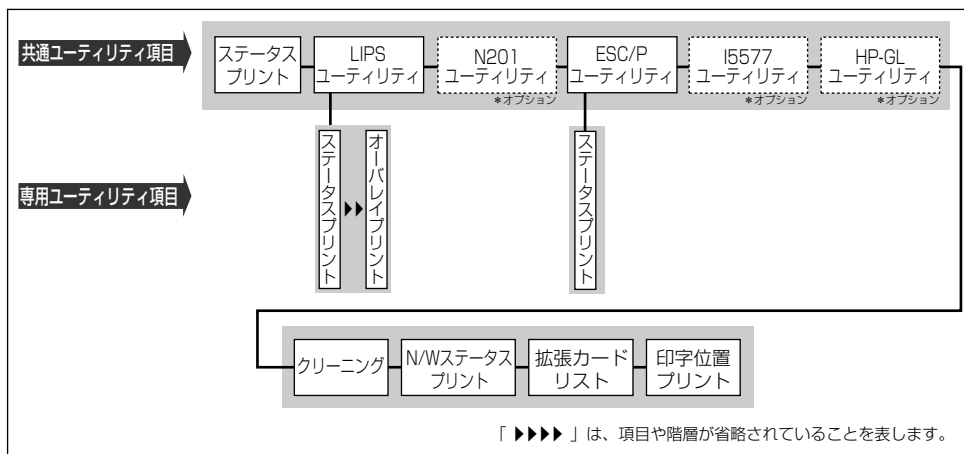 共通ユーティリティ項目
ステータス
プリント
LIPS
ユーティリティ
N201
ユーティリティ
*オプション
ESC/P
ユーティリティ
I5577
ユーティリティ
*オプション
HP-GL
ユーティリティ
*オプション
専用ユーティリティ項目
ステータスプリント
オーバレイプリント
ステータスプリント
クリーニング
N/Wステータス
プリント
拡張カード
リスト
印字位置
プリント
「 ▶▶▶▶ 」は、項目や階層が省略されていることを表します。